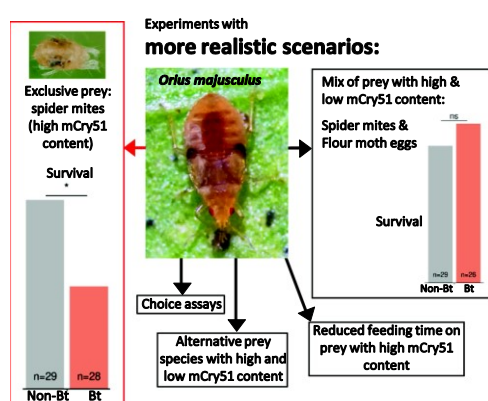 Experiments with
more realistic scenarios:
Exclusive prey:
spider mites
(high mCry51
content)
Survival
*
n=29
n=28
Non-Bt
Bt
Orius majusculus
Mix of prey with high &
low mCry51 content:
Spider mites &
Flour moth eggs
ns
Survival
n=29
n=26
Non-Bt
Bt
Choice assays
Alternative prey
species with high and
low mCry51 content
Reduced feeding time on
prey with high mCry51
content